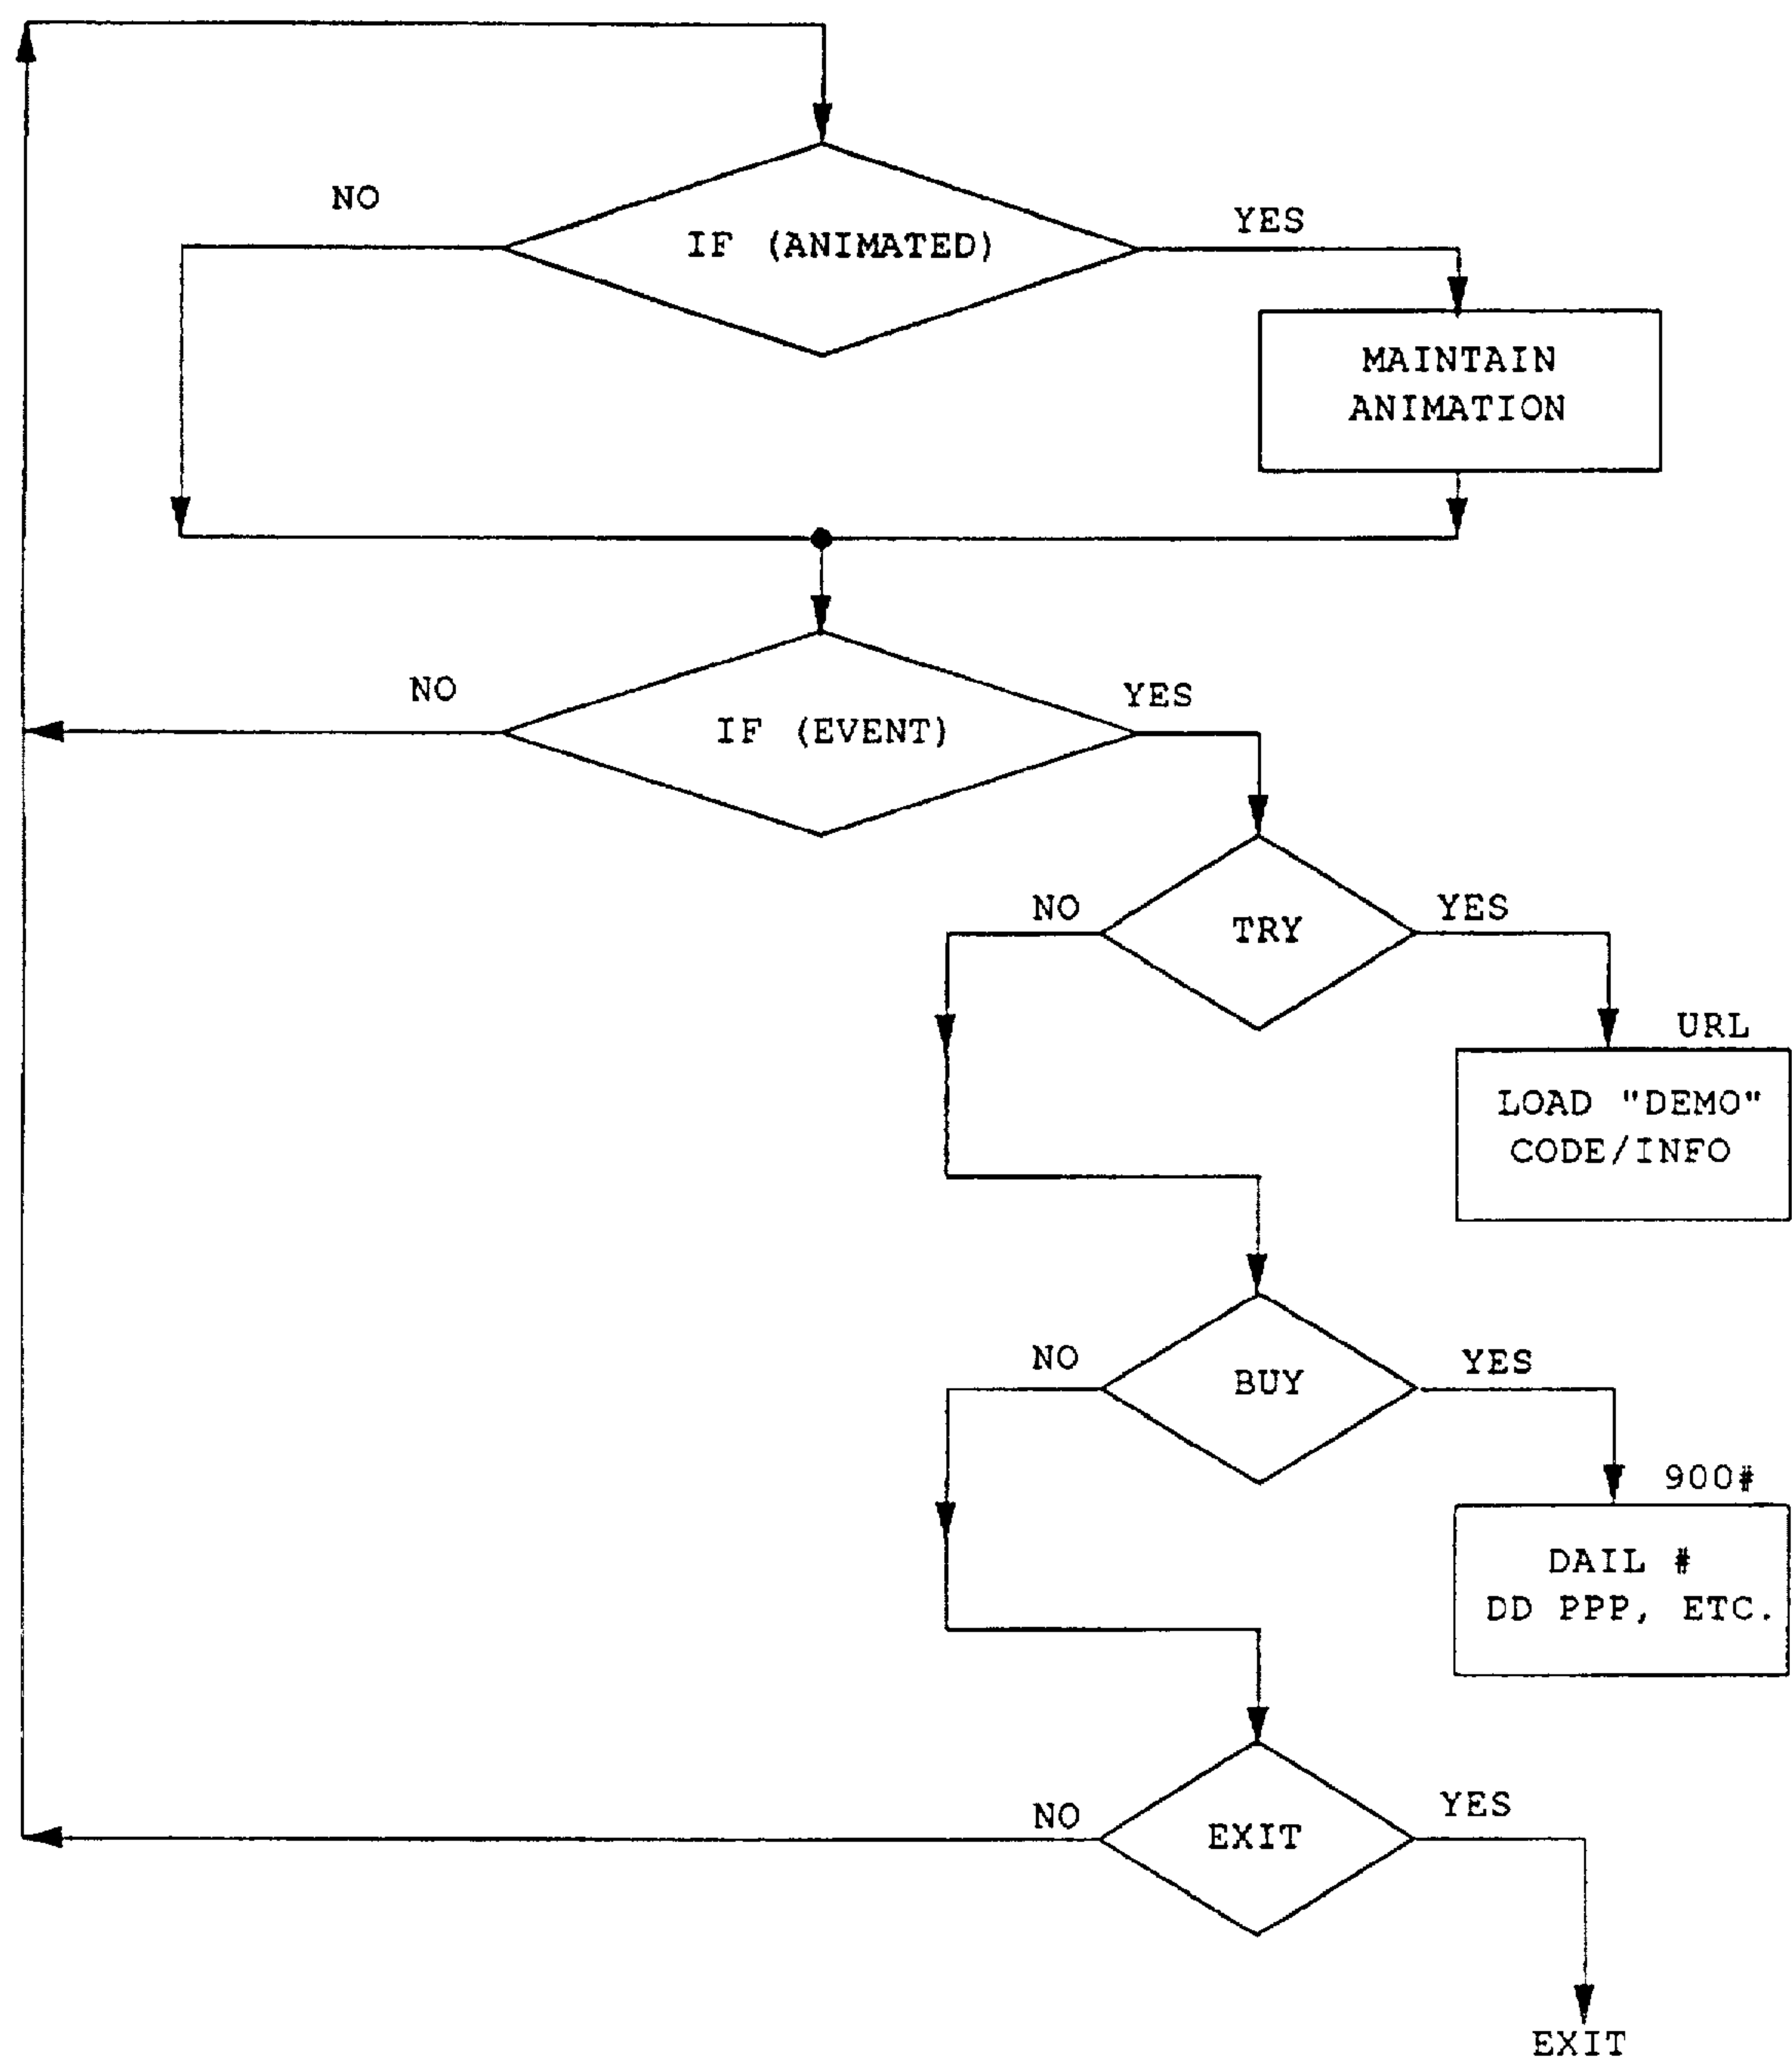 NO
IF (ANIMATED)
YES
MAINTAIN
ANIMATION
NO
IF (EVENT)
YES
NO
TRY
YES
URL
LOAD "DEMO"
CODE/INFO
NO
BUY
YES
900#
DAIL #
DD PPP, ETC.
NO
EXIT
YES
EXIT